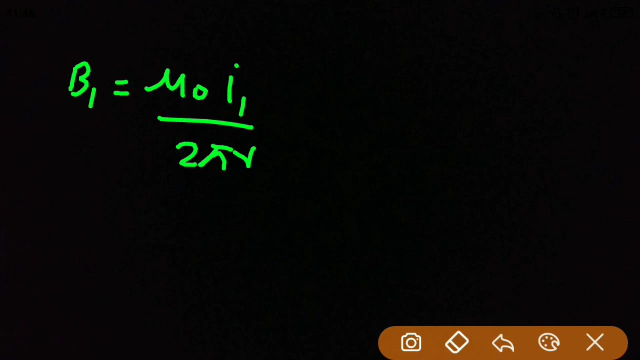 B₁ = μ₀ i₁
2πr